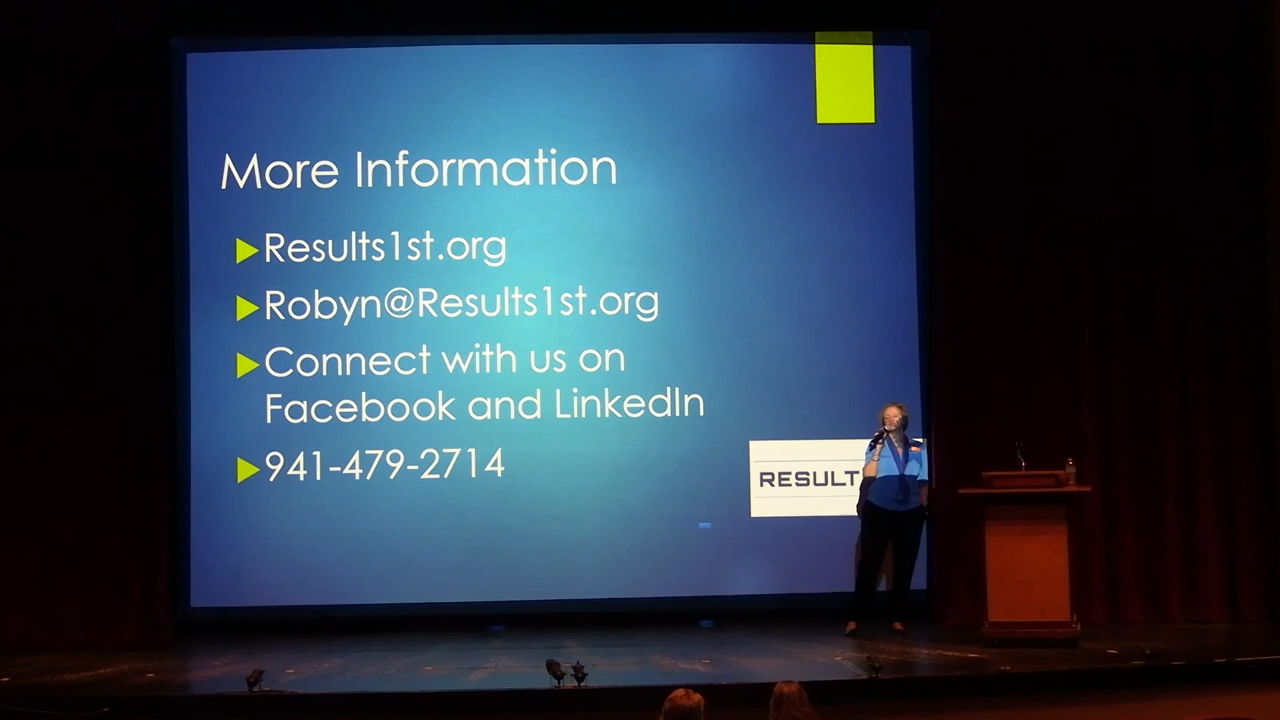 More Information
Results1st.org
Robyn@Results1st.org
Connect with us on
Facebook and LinkedIn
941-479-2714
RESULT